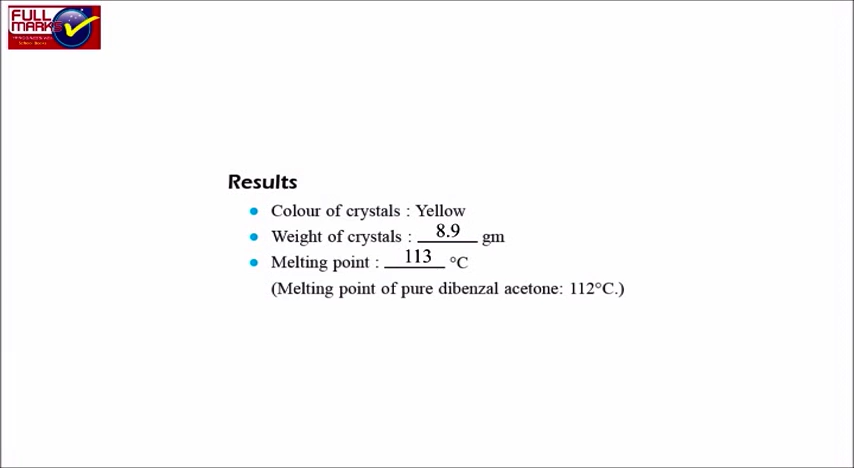 FULL
MARKS
Results
• Colour of crystals : Yellow
• Weight of crystals : 8.9 gm
• Melting point : 113 °C
(Melting point of pure dibenzal acetone: 112°C.)